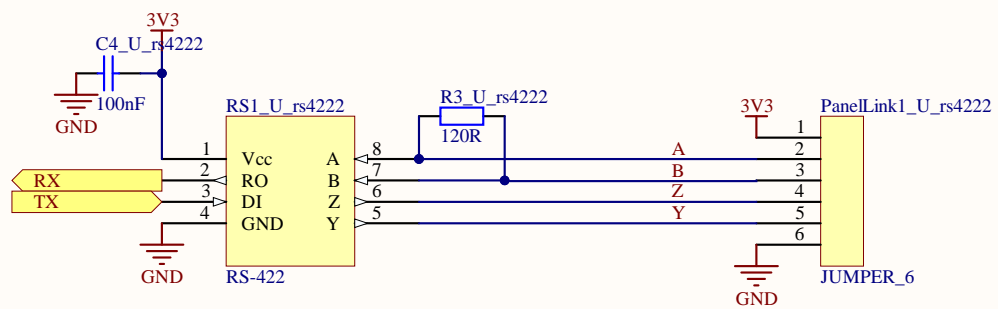 3V3
C4_U_rs4222
100nF
GND
RS1_U_rs4222
R3_U_rs4222
120R
3V3
PanelLink1_U_rs4222
1 Vcc A 8 A 1
RX 2 RO B 7 B 2
TX 3 DI Z 6 Z 3
4 GND Y 5 Y 4
5
6
GND
RS-422
GND
JUMPER_6